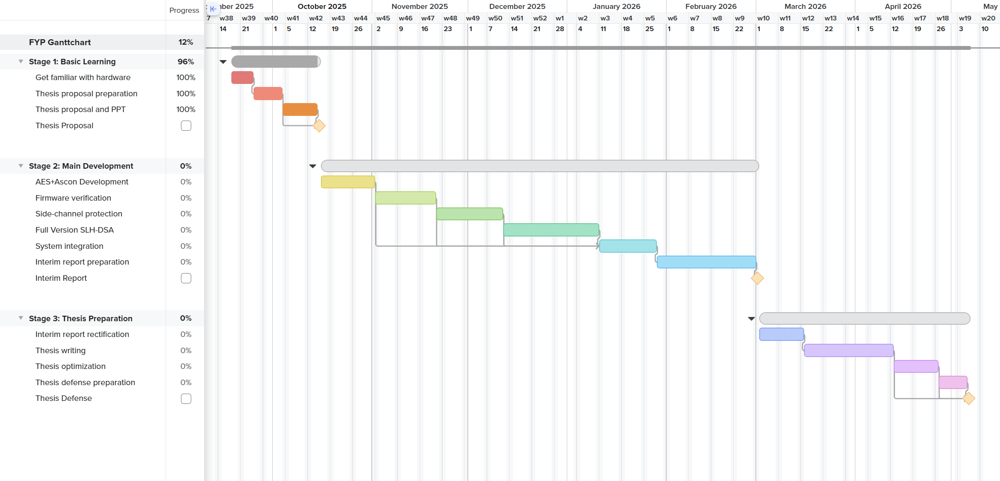 Progress
ber 2025 October 2025 November 2025 December 2025 January 2026 February 2026 March 2026 April 2026 May
7 w38 w39 w40 w41 w42 w43 w44 w45 w46 w47 w48 w49 w50 w51 w52 w1 w2 w3 w4 w5 w6 w7 w8 w9 w10 w11 w12 w13 w14 w15 w16 w17 w18 w19 w20
14 21 1 5 12 19 26 2 9 16 23 1 7 14 21 28 4 11 18 25 1 8 15 22 1 8 15 22 1 5 12 19 26 3 10
FYP Ganttchart 12%
Stage 1: Basic Learning 96%
Get familiar with hardware 100%
Thesis proposal preparation 100%
Thesis proposal and PPT 100%
Thesis Proposal
Stage 2: Main Development 0%
AES+Ascon Development 0%
Firmware verification 0%
Side-channel protection 0%
Full Version SLH-DSA 0%
System integration 0%
Interim report preparation 0%
Interim Report
Stage 3: Thesis Preparation 0%
Interim report rectification 0%
Thesis writing 0%
Thesis optimization 0%
Thesis defense preparation 0%
Thesis Defense